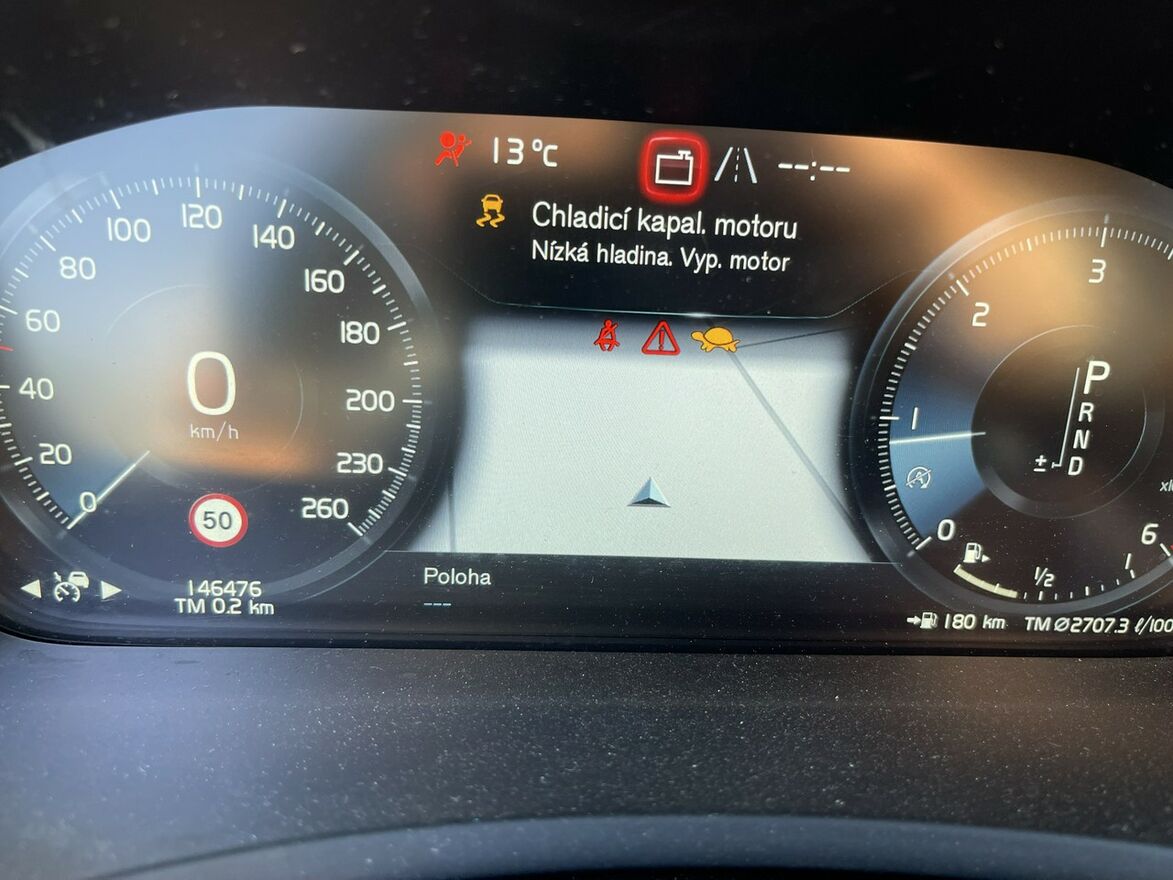 13°C --:--
Chladicí kapal. motoru
Nízká hladina. Vyp. motor
0
20
40
60
80
100
120
140
160
180
200
230
260
0
km/h
50
146476
TM 0.2 km
Poloha
---
0
1
2
3
6
P
R
N
D
±
1/2
1
180 km
TM Ø2707.3 ℓ/100